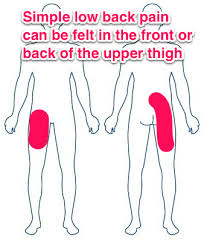 Simple low back pain
can be felt in the front or
back of the upper thigh